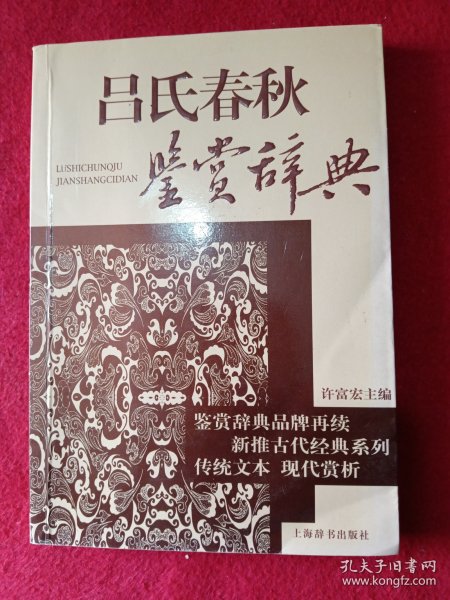 吕氏春秋
LUSHICHUNQIU
JIANSHANGCIDIAN
鉴赏辞典
许富宏主编
鉴赏辞典品牌再续
新推古代经典系列
传统文本 现代赏析
上海辞书出版社
孔夫子旧书网
www.kongfz.com